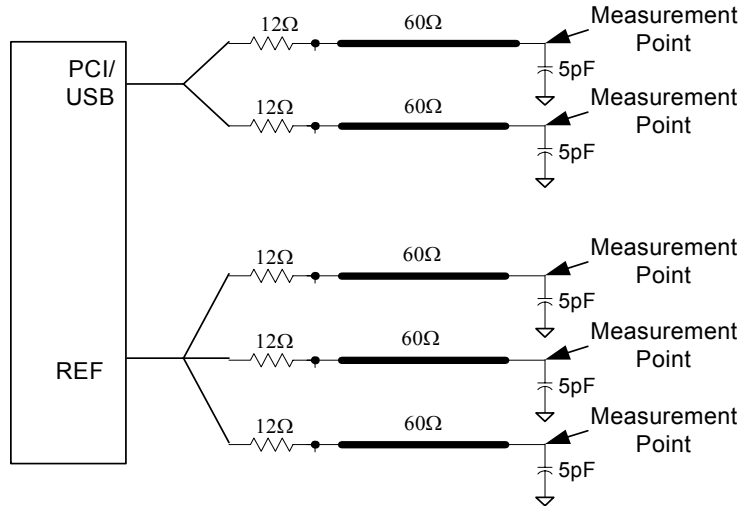 12Ω
60Ω
Measurement
Point
5pF
PCI/
USB
12Ω
60Ω
Measurement
Point
5pF
12Ω
60Ω
Measurement
Point
5pF
REF
12Ω
60Ω
Measurement
Point
5pF
12Ω
60Ω
Measurement
Point
5pF